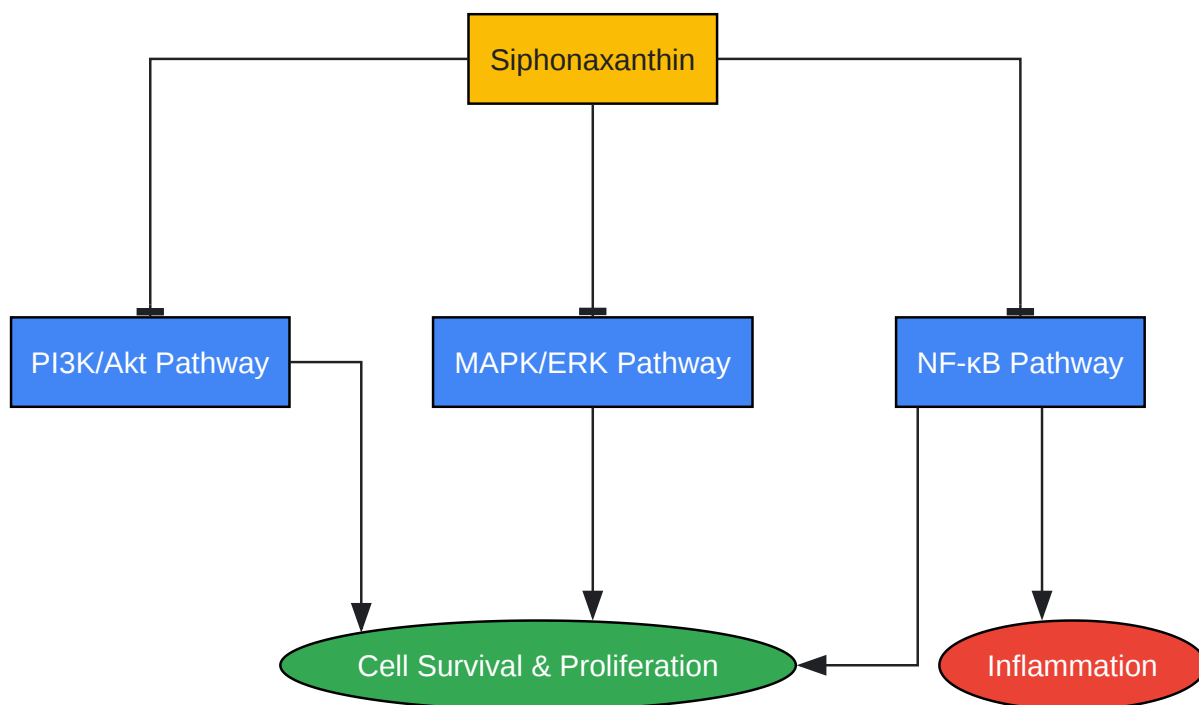 Siphonaxanthin
PI3K/Akt Pathway
MAPK/ERK Pathway
NF-κB Pathway
Cell Survival & Proliferation
Inflammation